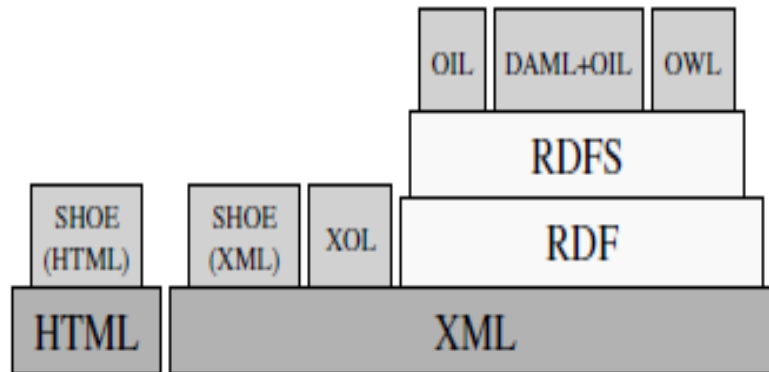 OIL DAML+OIL OWL
RDFS
SHOE
(HTML)
SHOE
(XML)
XOL
RDF
HTML
XML